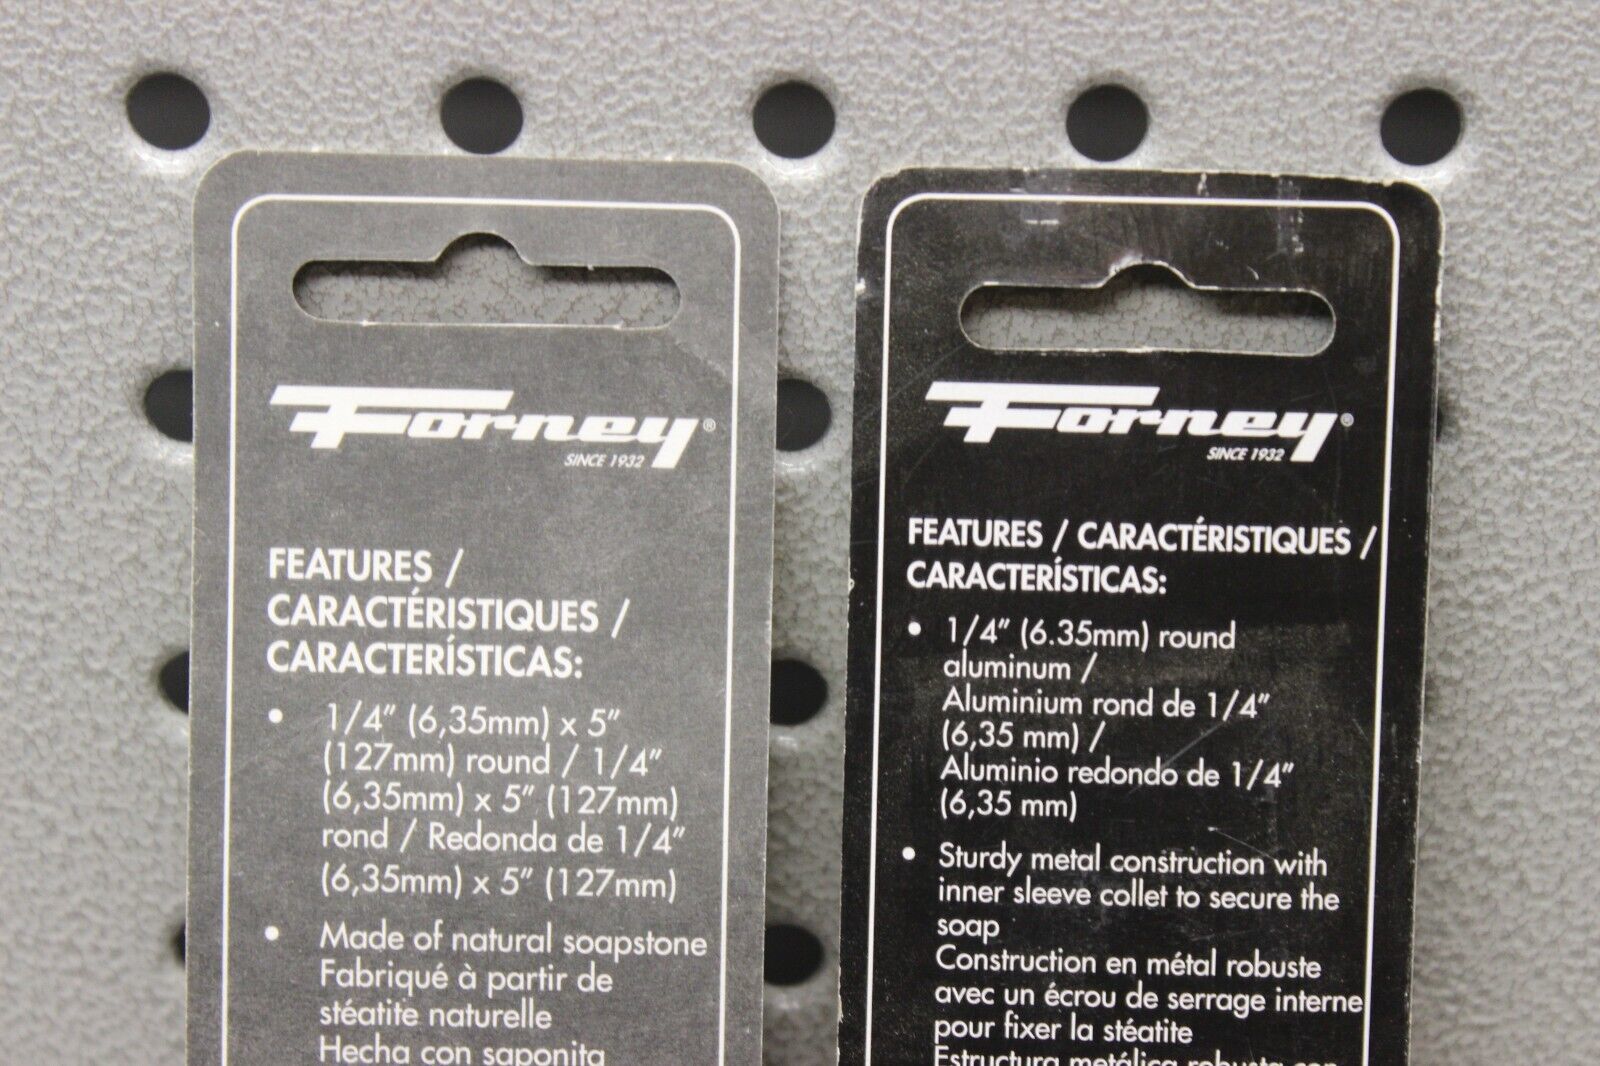 Forney®
SINCE 1932
FEATURES /
CARACTÉRISTIQUES /
CARACTERÍSTICAS:
• 1/4" (6,35mm) x 5"
(127mm) round / 1/4"
(6,35mm) x 5" (127mm)
rond / Redonda de 1/4"
(6,35mm) x 5" (127mm)
• Made of natural soapstone
Fabriqué à partir de
stéatite naturelle
Hecha con saponita
Forney®
SINCE 1932
FEATURES / CARACTÉRISTIQUES /
CARACTERÍSTICAS:
• 1/4" (6.35mm) round
aluminum /
Aluminium rond de 1/4"
(6,35 mm) /
Aluminio redondo de 1/4"
(6,35 mm)
• Sturdy metal construction with
inner sleeve collet to secure the
soap
Construction en métal robuste
avec un écrou de serrage interne
pour fixer la stéatite
Estructura metálica robusta con